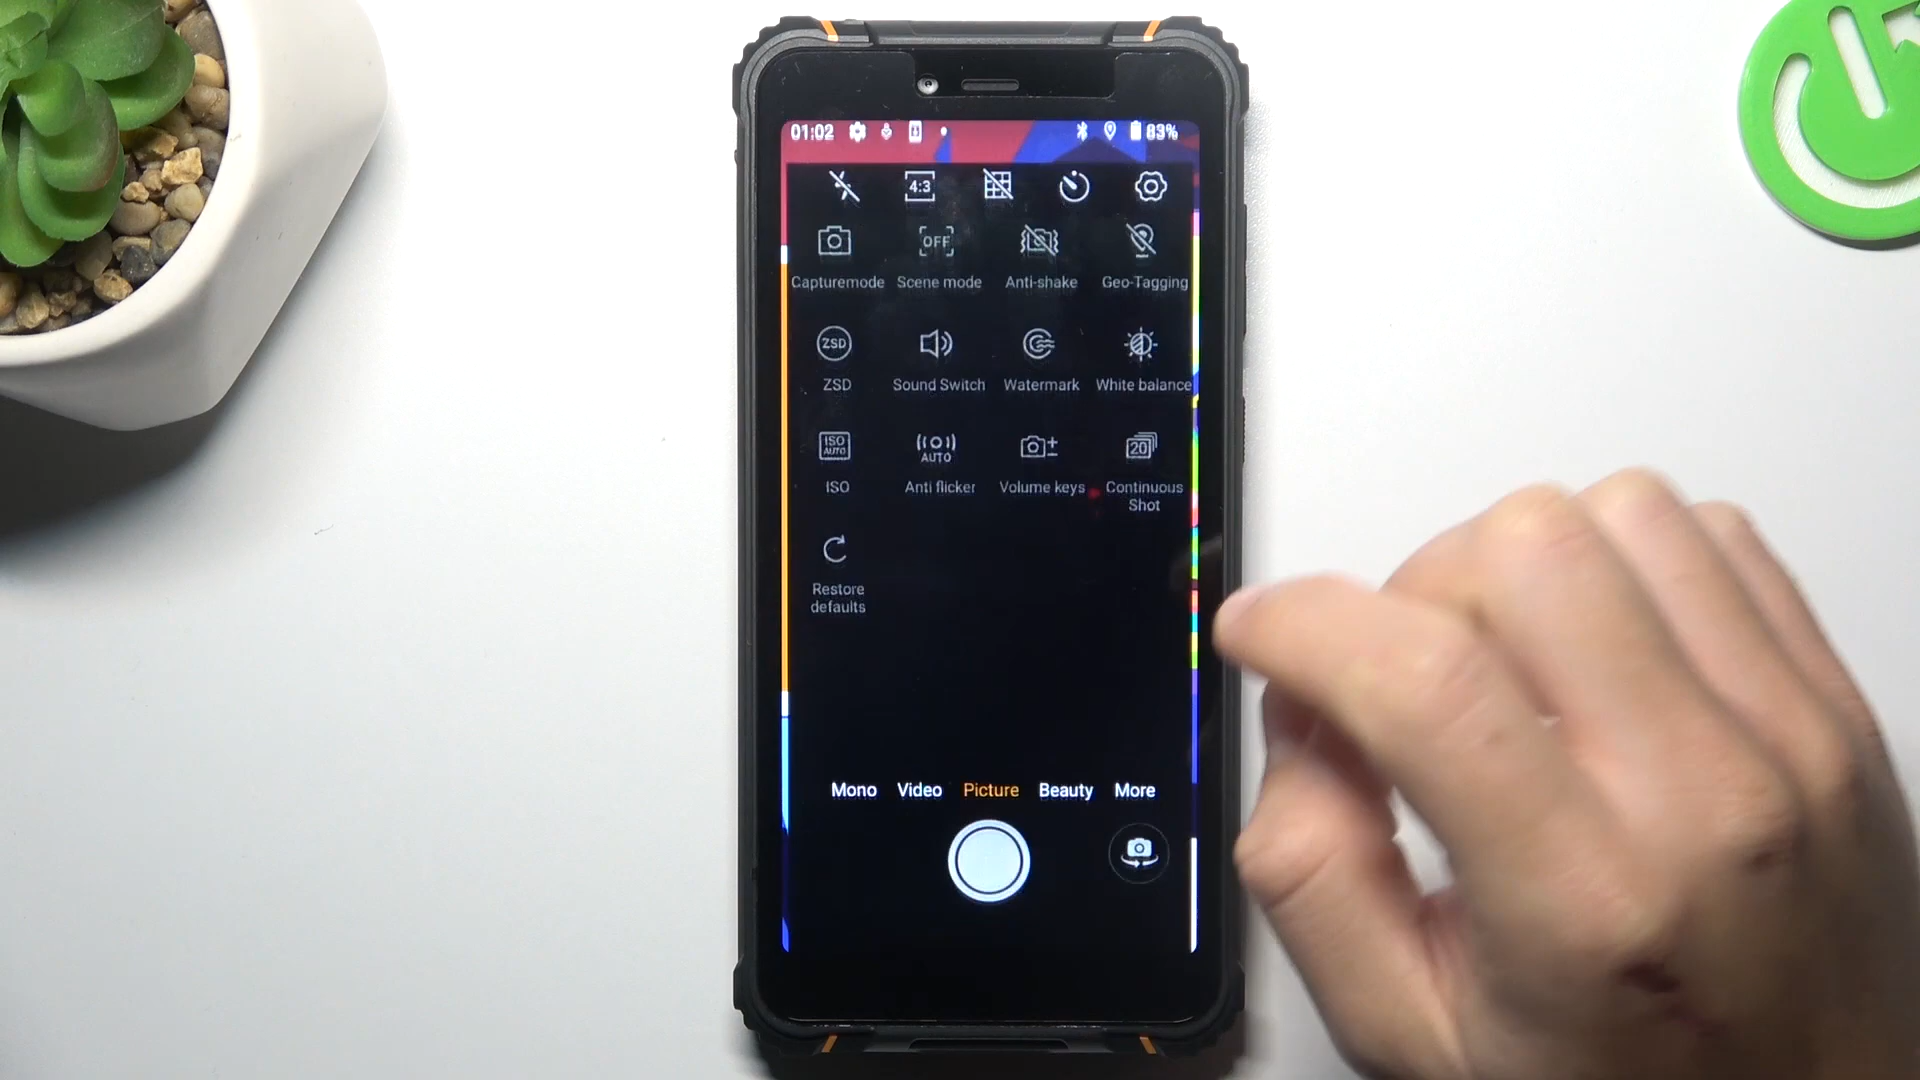 01:02 83%
4:3
OFF
Capturemode Scene mode Anti-shake Geo-Tagging
ZSD
ZSD Sound Switch Watermark White balance
ISO AUTO AUTO 20
ISO Anti flicker Volume keys Continuous Shot
Restore defaults
Mono Video Picture Beauty More